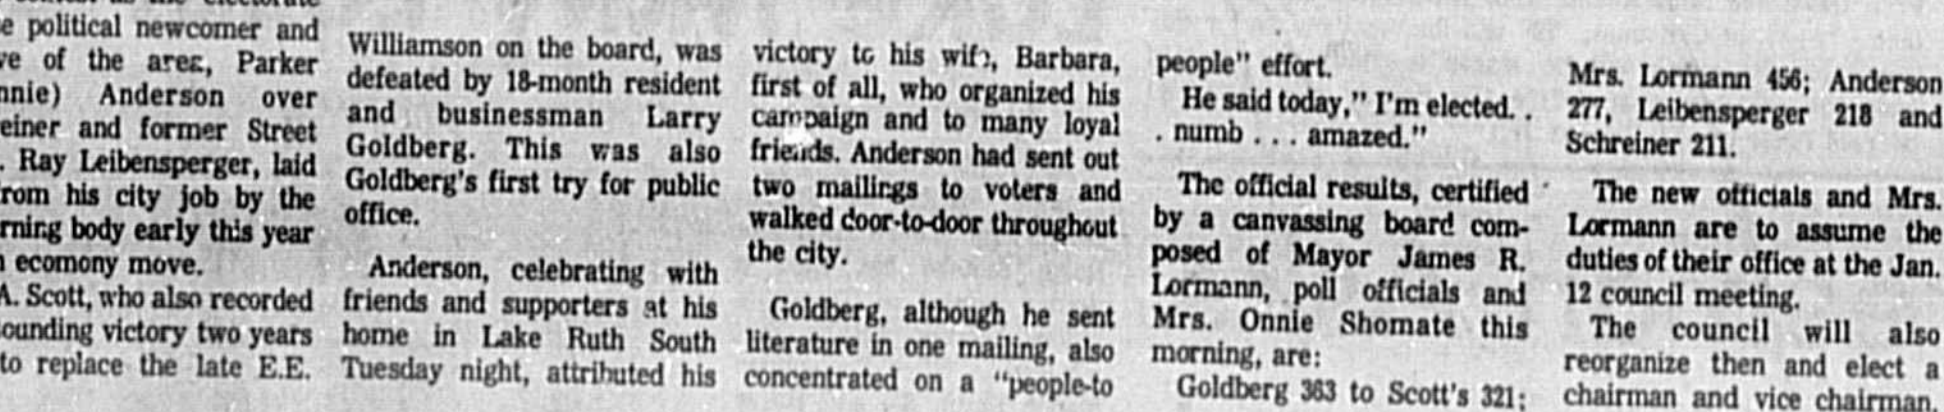 political newcomer and
of the area, Parker
Anderson over
and former Street
. Ray Leibensperger, laid
from his city job by the
rning body early this year
ecomony move.
A. Scott, who also recorded
ounding victory two years
to replace the late E.E.
Williamson on the board, was
defeated by 18-month resident
and businessman Larry
Goldberg. This was also
Goldberg's first try for public
office.
Anderson, celebrating with
friends and supporters at his
home in Lake Ruth South
Tuesday night, attributed his
victory to his wife, Barbara,
first of all, who organized his
campaign and to many loyal
friends. Anderson had sent out
two mailings to voters and
walked door-to-door throughout
the city.
Goldberg, although he sent
literature in one mailing, also
concentrated on a "people-to
people" effort.
He said today," I'm elected. .
. numb . . . amazed."
The official results, certified
by a canvassing board com-
posed of Mayor James R.
Lormann, poll officials and
Mrs. Onnie Shomate this
morning, are:
Goldberg 363 to Scott's 321;
Mrs. Lormann 456; Anderson
277, Leibensperger 218 and
Schreiner 211.
The new officials and Mrs.
Lormann are to assume the
duties of their office at the Jan.
12 council meeting.
The council will also
reorganize then and elect a
chairman and vice chairman.